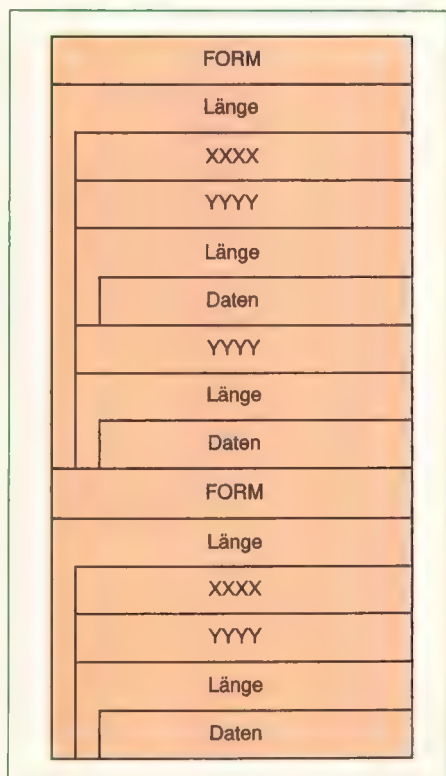 FORM
Länge
XXXX
YYYY
Länge
Daten
YYYY
Länge
Daten
FORM
Länge
XXXX
YYYY
Länge
Daten